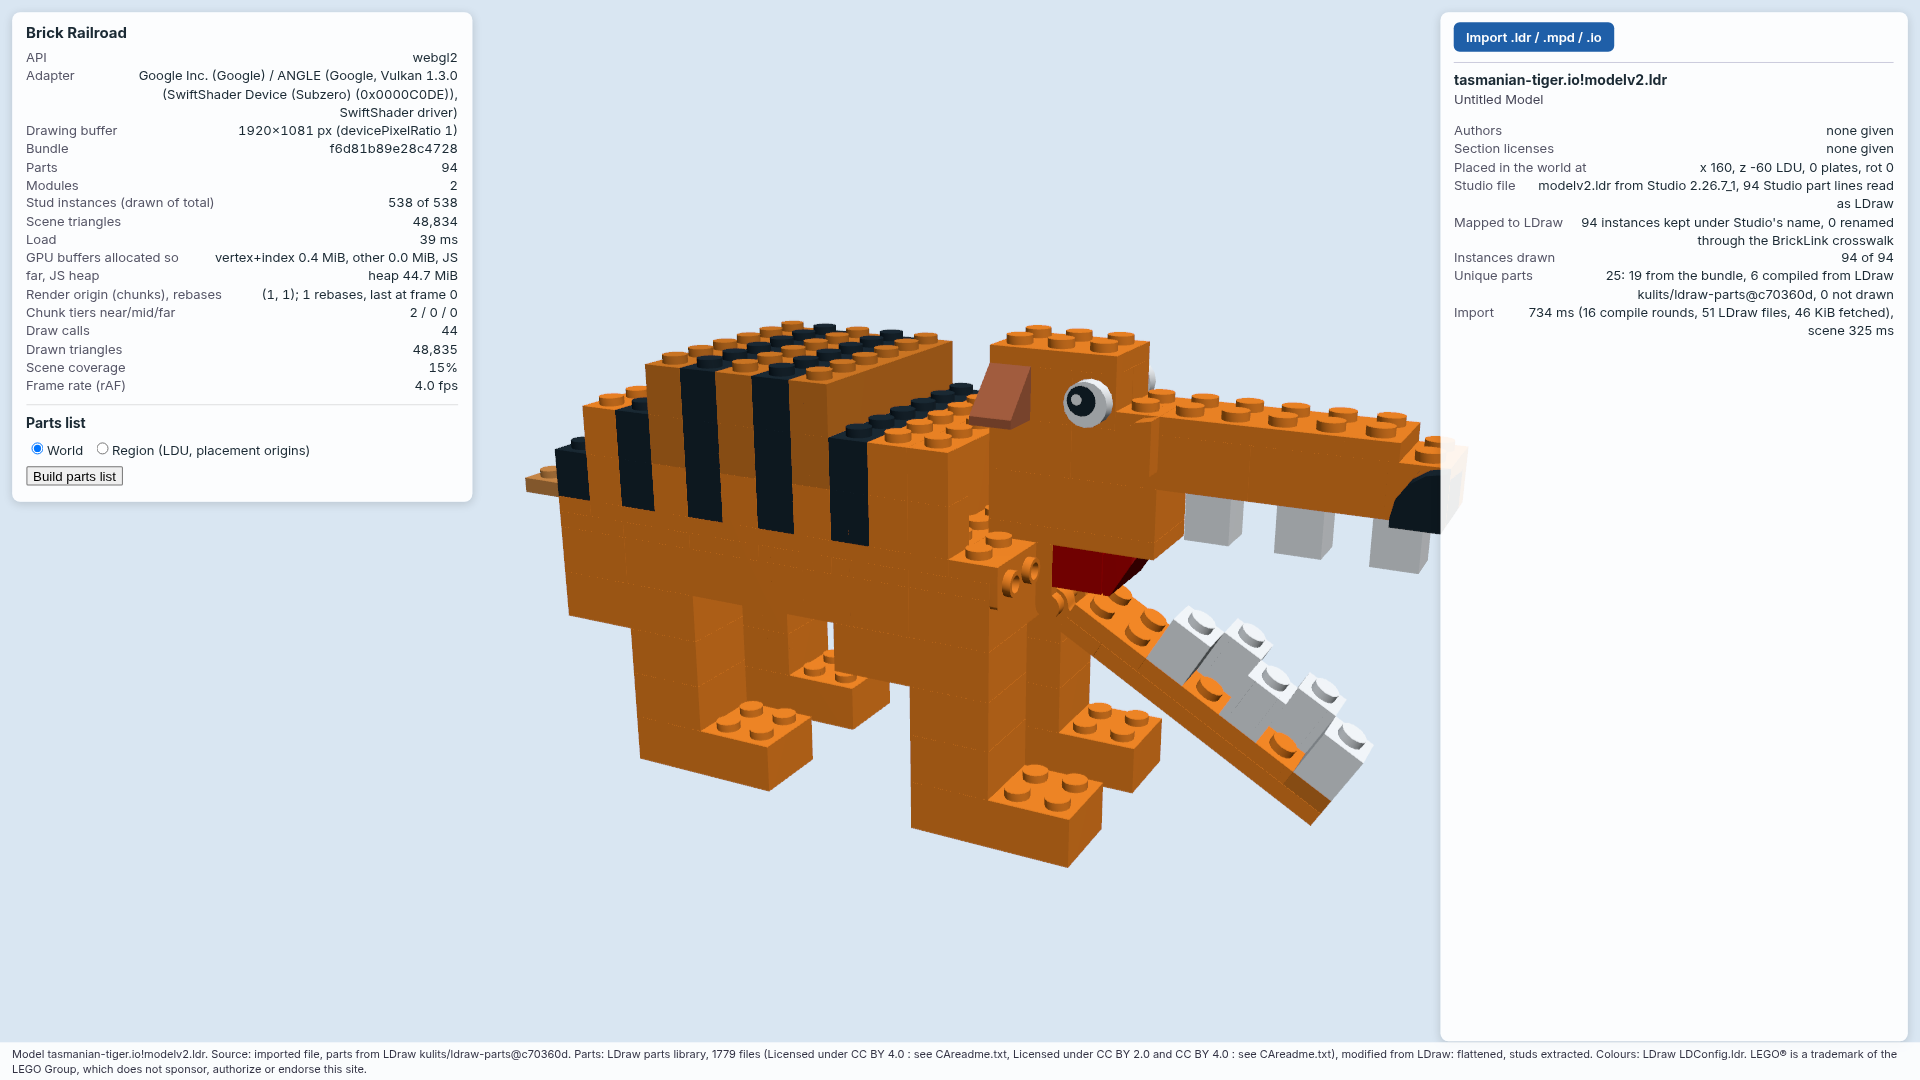 Brick Railroad
API webgl2
Adapter Google Inc. (Google) / ANGLE (Google, Vulkan 1.3.0
(SwiftShader Device (Subzero) (0x0000C0DE)),
SwiftShader driver)
Drawing buffer 1920×1081 px (devicePixelRatio 1)
Bundle f6d81b89e28c4728
Parts 94
Modules 2
Stud instances (drawn of total) 538 of 538
Scene triangles 48,834
Load 39 ms
GPU buffers allocated so vertex+index 0.4 MiB, other 0.0 MiB, JS
far, JS heap heap 44.7 MiB
Render origin (chunks), rebases (1, 1); 1 rebases, last at frame 0
Chunk tiers near/mid/far 2 / 0 / 0
Draw calls 44
Drawn triangles 48,835
Scene coverage 15%
Frame rate (rAF) 4.0 fps
Parts list
World Region (LDU, placement origins)
Build parts list
Import .ldr / .mpd / .io
tasmanian-tiger.io!modelv2.ldr
Untitled Model
Authors none given
Section licenses none given
Placed in the world at x 160, z -60 LDU, 0 plates, rot 0
Studio file modelv2.ldr from Studio 2.26.7_1, 94 Studio part lines read
as LDraw
Mapped to LDraw 94 instances kept under Studio's name, 0 renamed
through the BrickLink crosswalk
Instances drawn 94 of 94
Unique parts 25: 19 from the bundle, 6 compiled from LDraw
kulits/ldraw-parts@c70360d, 0 not drawn
Import 734 ms (16 compile rounds, 51 LDraw files, 46 KiB fetched),
scene 325 ms
Model tasmanian-tiger.io!modelv2.ldr. Source: imported file, parts from LDraw kulits/ldraw-parts@c70360d. Parts: LDraw parts library, 1779 files (Licensed under CC BY 4.0 : see CAreadme.txt, Licensed under CC BY 2.0 and CC BY 4.0 : see CAreadme.txt), modified from LDraw: flattened, studs extracted. Colours: LDraw LDConfig.ldr. LEGO® is a trademark of the
LEGO Group, which does not sponsor, authorize or endorse this site.